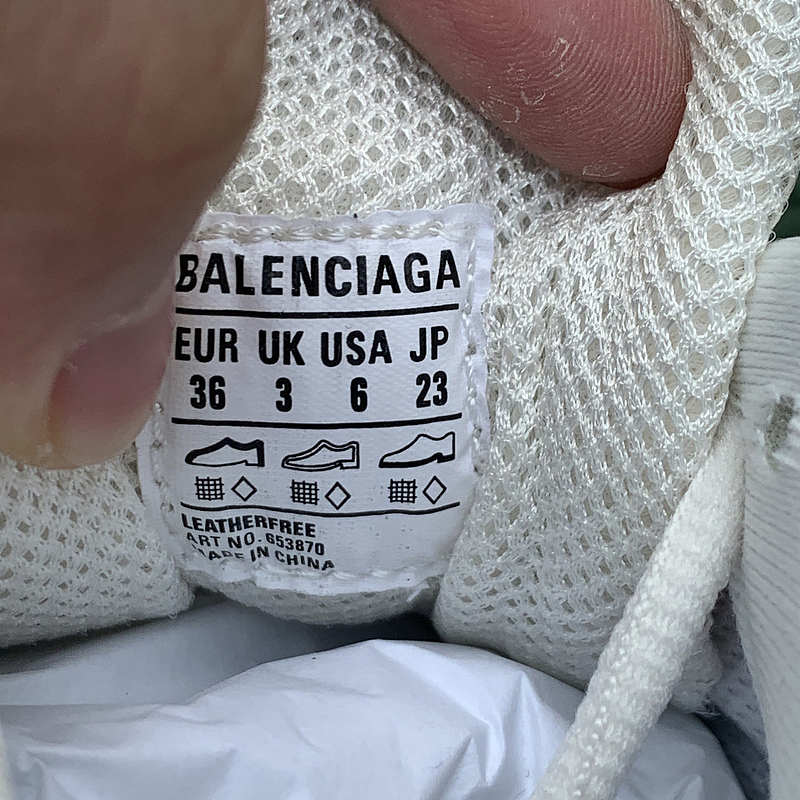 BALENCIAGA
EUR UK USA JP
36 3 6 23
LEATHERFREE
ART NO. 653870
MADE IN CHINA